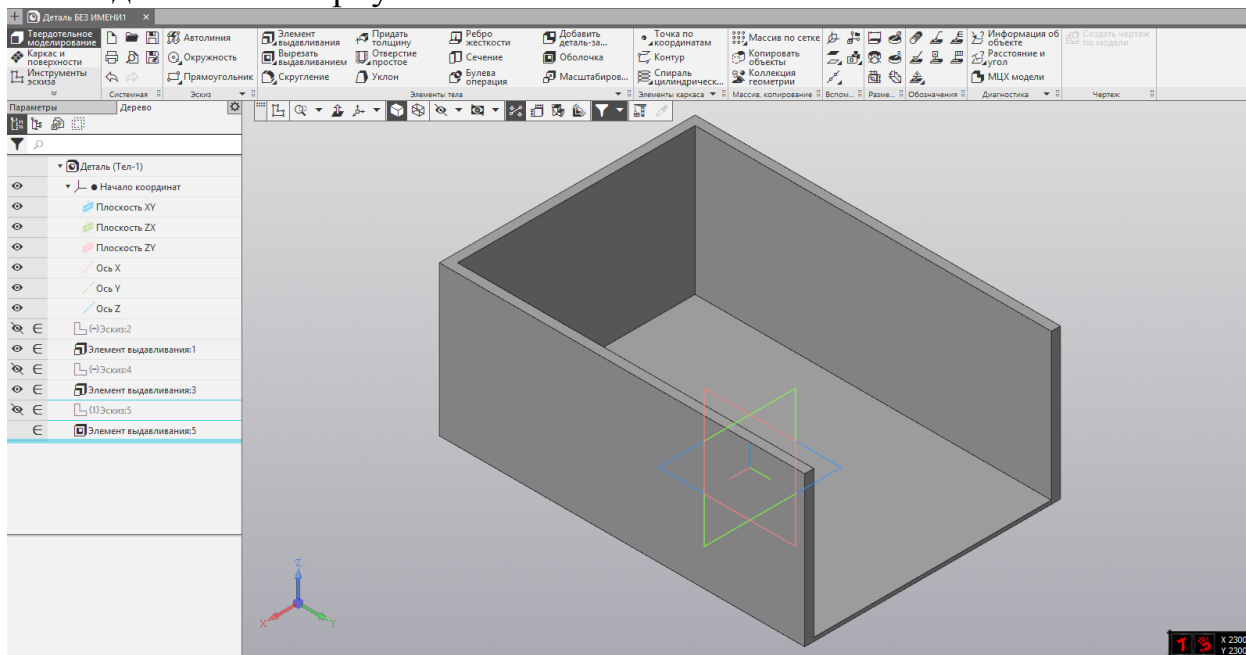 Деталь БЕЗ ИМЕНИ1
Твердотельное моделирование
Каркас и поверхности
Инструменты эскиза
Системная
Автолиния
Окружность
Прямоугольник
Эскиз
Элемент выдавливания
Вырезать выдавливанием
Скругление
Придать толщину
Отверстие простое
Уклон
Ребро жесткости
Сечение
Булева операция
Добавить деталь-за...
Оболочка
Масштабиров...
Элементы тела
Точка по координатам
Контур
Спираль цилиндрическ...
Элементы каркаса
Массив по сетке
Копировать объекты
Коллекция геометрии
Массив, копирование
Вспом...
Разме...
Обозначения
Информация об объекте
Расстояние и угол
МЦХ модели
Диагностика
Создать чертеж по модели
Чертеж
Параметры
Дерево
Деталь (Тел-1)
Начало координат
Плоскость XY
Плоскость ZX
Плоскость ZY
Ось X
Ось Y
Ось Z
(-)Эскиз:2
Элемент выдавливания:1
(-)Эскиз:4
Элемент выдавливания:3
(!)Эскиз:5
Элемент выдавливания:5
Z
X
Y
X 2300
Y 2300